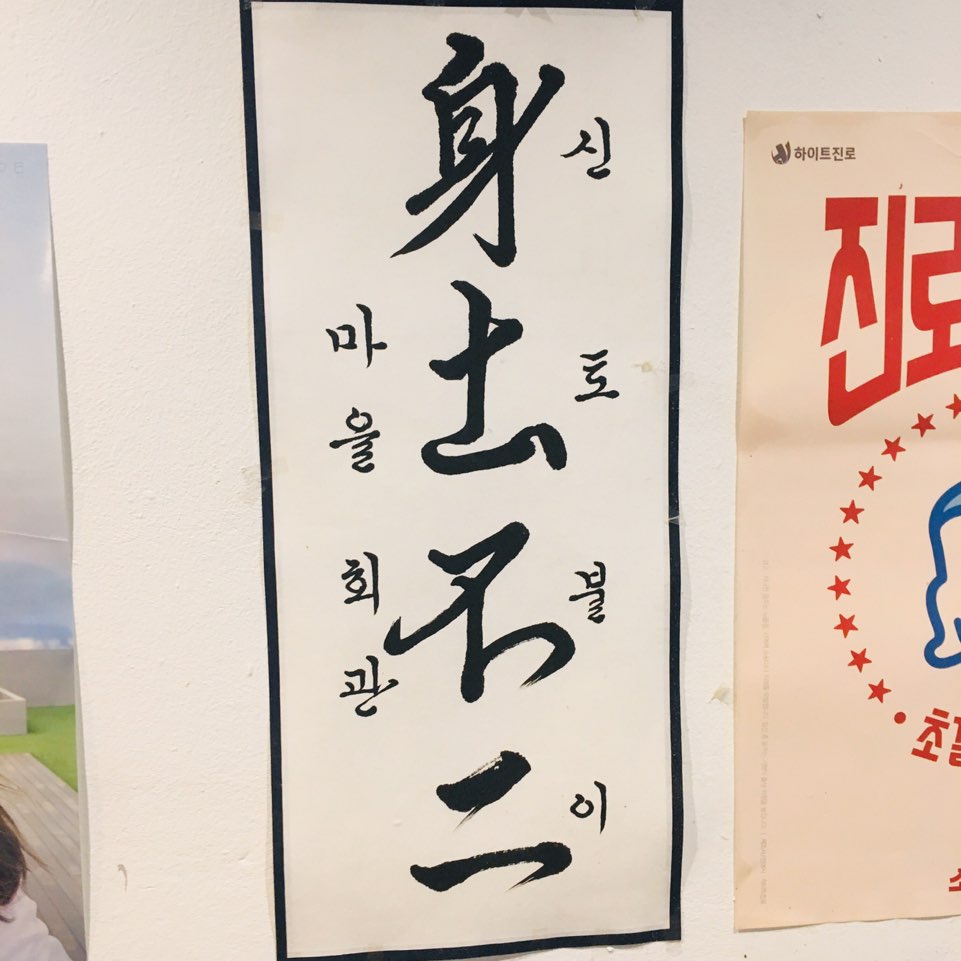 身土不二
신토불이
마을회관
하이트진로
진로